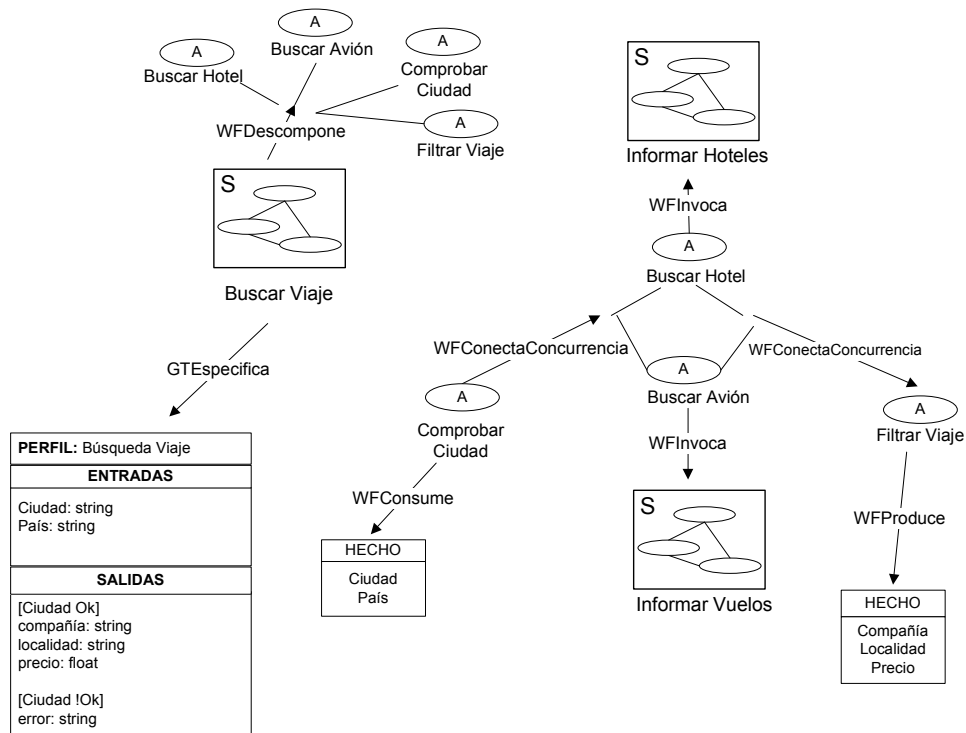 A
Buscar Hotel
A
Buscar Avión
A
Comprobar
Ciudad
A
Filtrar Viaje
WFDescompone
S
Buscar Viaje
GTEspecifica
PERFIL: Búsqueda Viaje
ENTRADAS
Ciudad: string
País: string
SALIDAS
[Ciudad Ok]
compañía: string
localidad: string
precio: float
[Ciudad !Ok]
error: string
S
Informar Hoteles
WFInvoca
A
Buscar Hotel
WFConectaConcurrencia
WFConectaConcurrencia
A
Comprobar
Ciudad
A
Buscar Avión
A
Filtrar Viaje
WFConsume
WFInvoca
WFProduce
HECHO
Ciudad
País
S
Informar Vuelos
HECHO
Compañía
Localidad
Precio